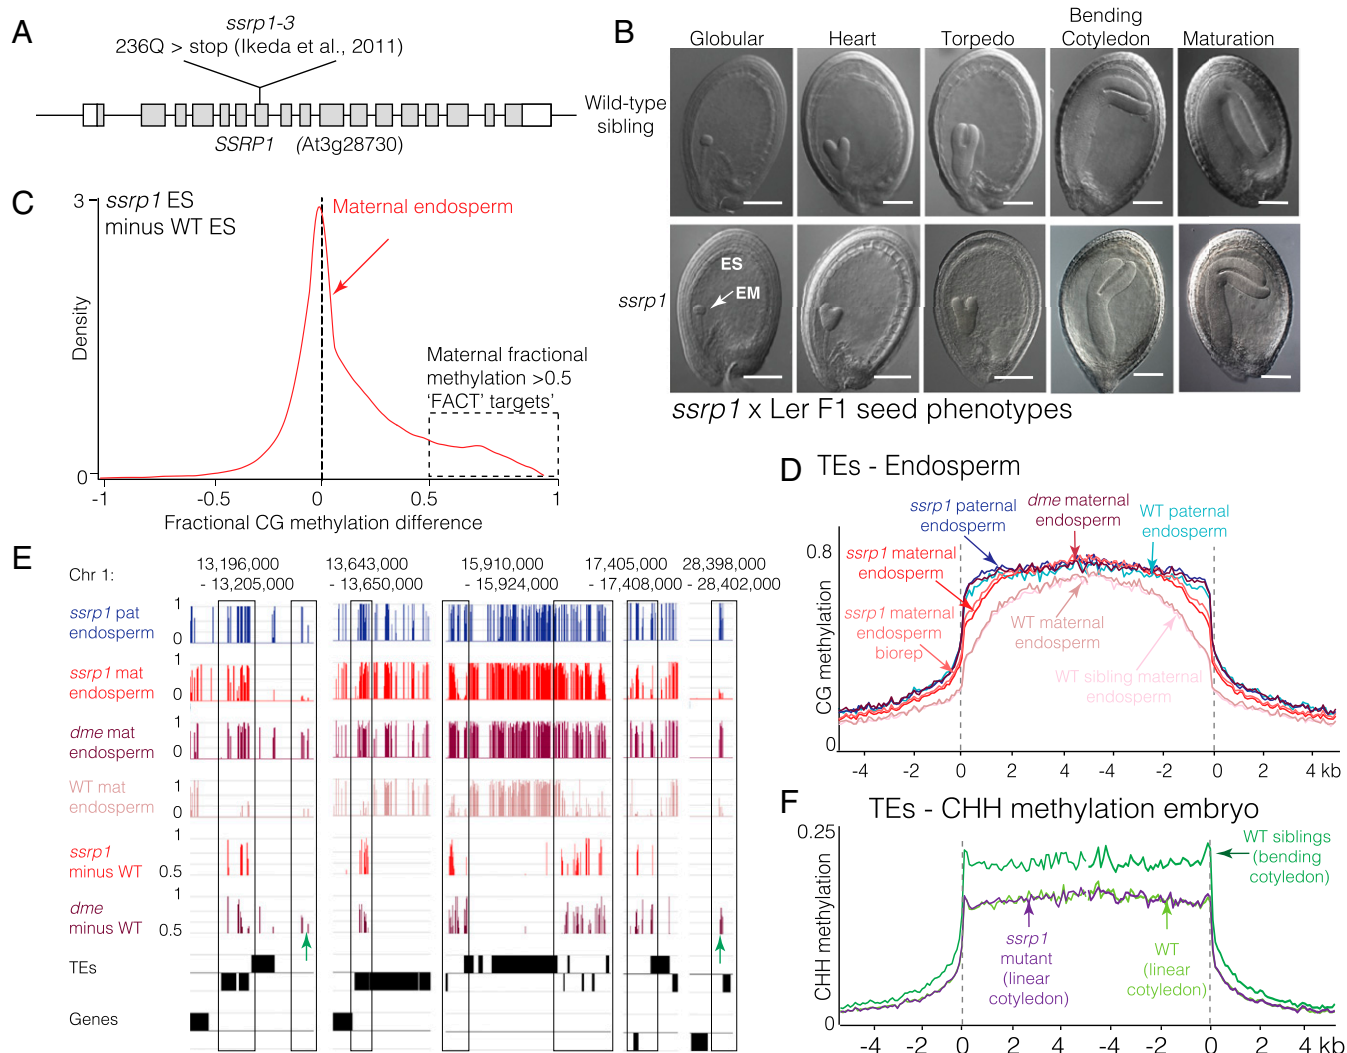 A
ssrp1-3
236Q > stop (Ikeda et al., 2011)
SSRP1 (At3g28730)
B
Globular
Heart
Torpedo
Bending
Cotyledon
Maturation
Wild-type
sibling
ssrp1
ES
EM
ssrp1 x Ler F1 seed phenotypes
C
ssrp1 ES
minus WT ES
Maternal endosperm
Maternal fractional
methylation >0.5
‘FACT’ targets’
Density
3
0
-1
-0.5
0
0.5
1
Fractional CG methylation difference
D
TEs - Endosperm
ssrp1 paternal
endosperm
dme maternal
endosperm
WT paternal
endosperm
ssrp1 maternal
endosperm
ssrp1 maternal
endosperm
biorep
WT maternal
endosperm
WT sibling maternal
endosperm
CG methylation
0.8
0
-4 -2 0 2 4 -4 -2 0 2 4 kb
E
Chr 1:
13,196,000
- 13,205,000
13,643,000
- 13,650,000
15,910,000
- 15,924,000
17,405,000
- 17,408,000
28,398,000
- 28,402,000
ssrp1 pat
endosperm
1
0
ssrp1 mat
endosperm
1
0
dme mat
endosperm
1
0
WT mat
endosperm
1
0
ssrp1
minus WT
1
0.5
dme
minus WT
1
0.5
TEs
Genes
F
TEs - CHH methylation embryo
0.25
0
CHH methylation
WT siblings
(bending
cotyledon)
ssrp1
mutant
(linear
cotyledon)
WT
(linear
cotyledon)
-4 -2 0 2 4 -4 -2 0 2 4 kb